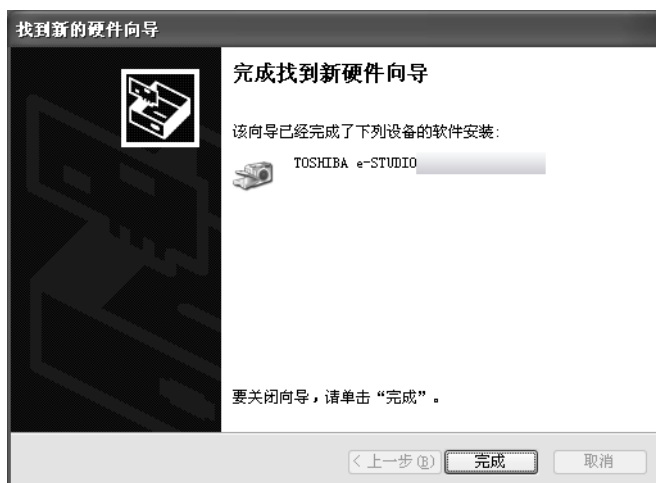 找到新的硬件向导
完成找到新硬件向导
该向导已经完成了下列设备的软件安装:
TOSHIBA e-STUDIO
要关闭向导，请单击“完成”。
< 上一步(B)
完成
取消